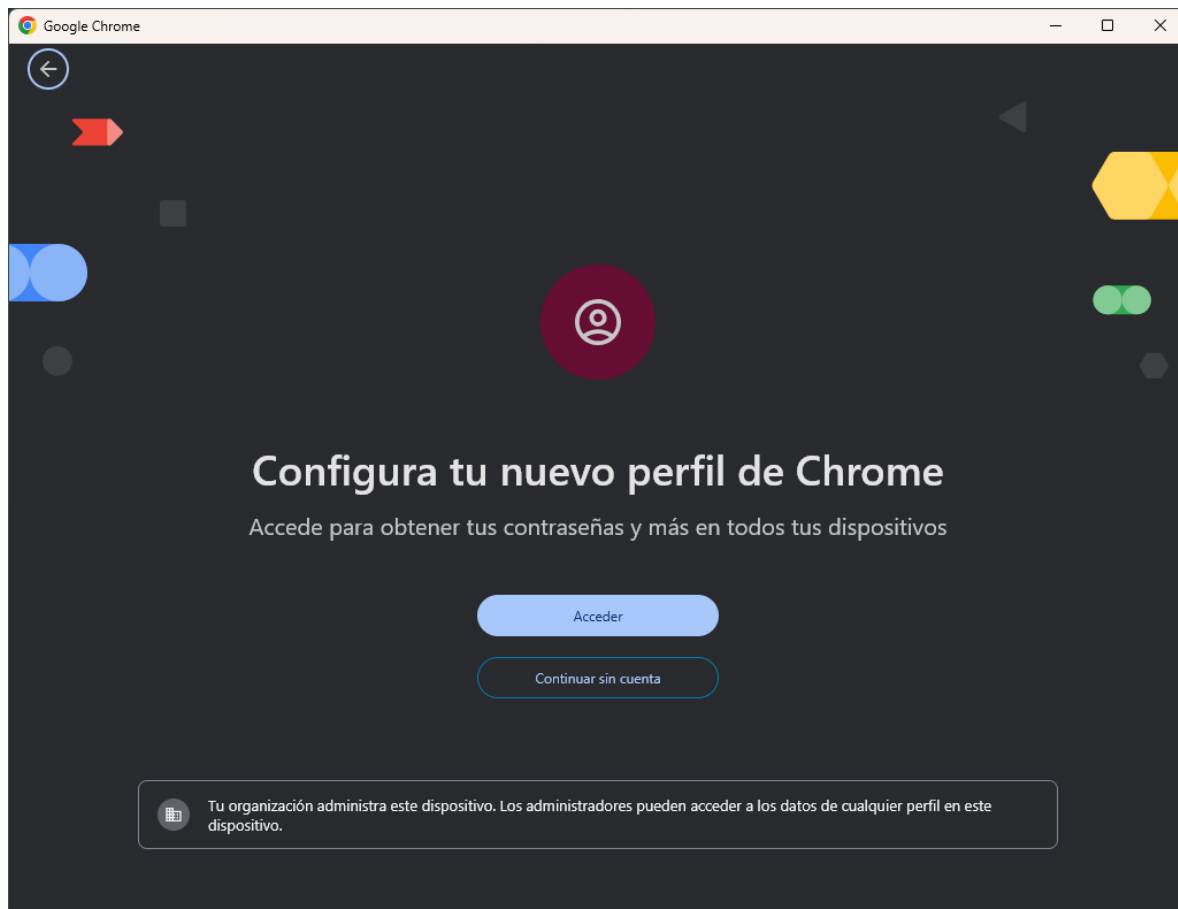 Google Chrome
Configura tu nuevo perfil de Chrome
Accede para obtener tus contraseñas y más en todos tus dispositivos
Acceder
Continuar sin cuenta
Tu organización administra este dispositivo. Los administradores pueden acceder a los datos de cualquier perfil en este
dispositivo.